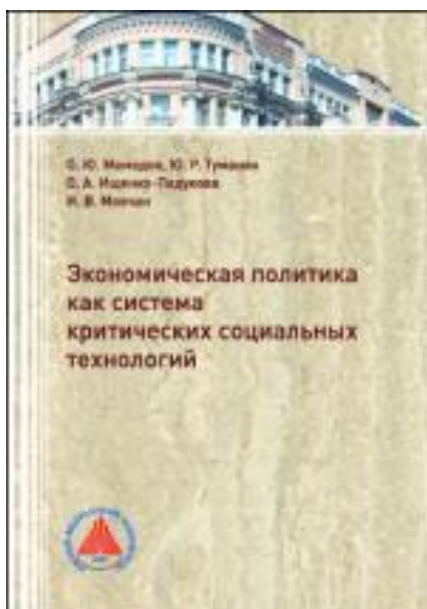 О. Ю. Мамедов, Ю. Р. Туманян
О. А. Ищенко-Падукова
И. В. Мовчан
Экономическая политика
как система
критических социальных
технологий